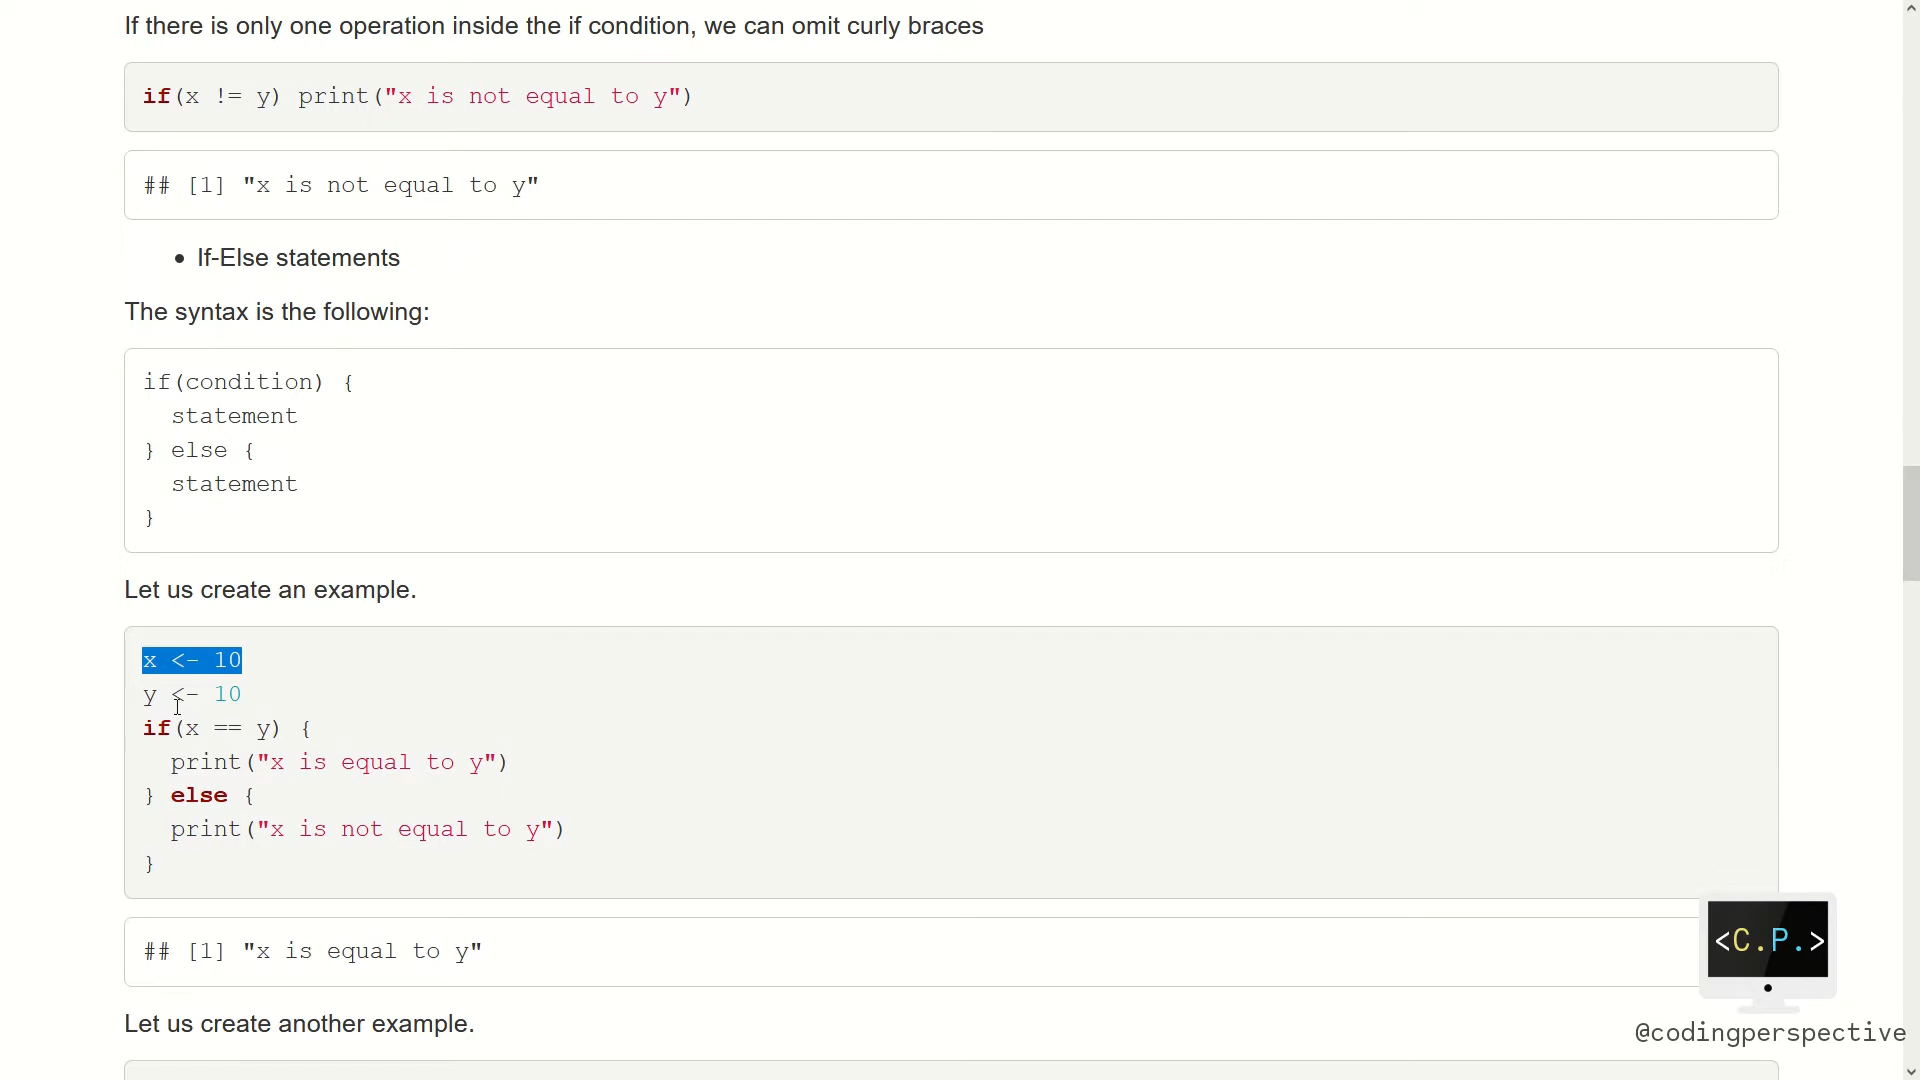 If there is only one operation inside the if condition, we can omit curly braces
if(x != y) print("x is not equal to y")
## [1] "x is not equal to y"
• If-Else statements
The syntax is the following:
if(condition) {
  statement
} else {
  statement
}
Let us create an example.
x <- 10
y <- 10
if(x == y) {
  print("x is equal to y")
} else {
  print("x is not equal to y")
}
## [1] "x is equal to y"
<C.P.>
Let us create another example.
@codingperspective